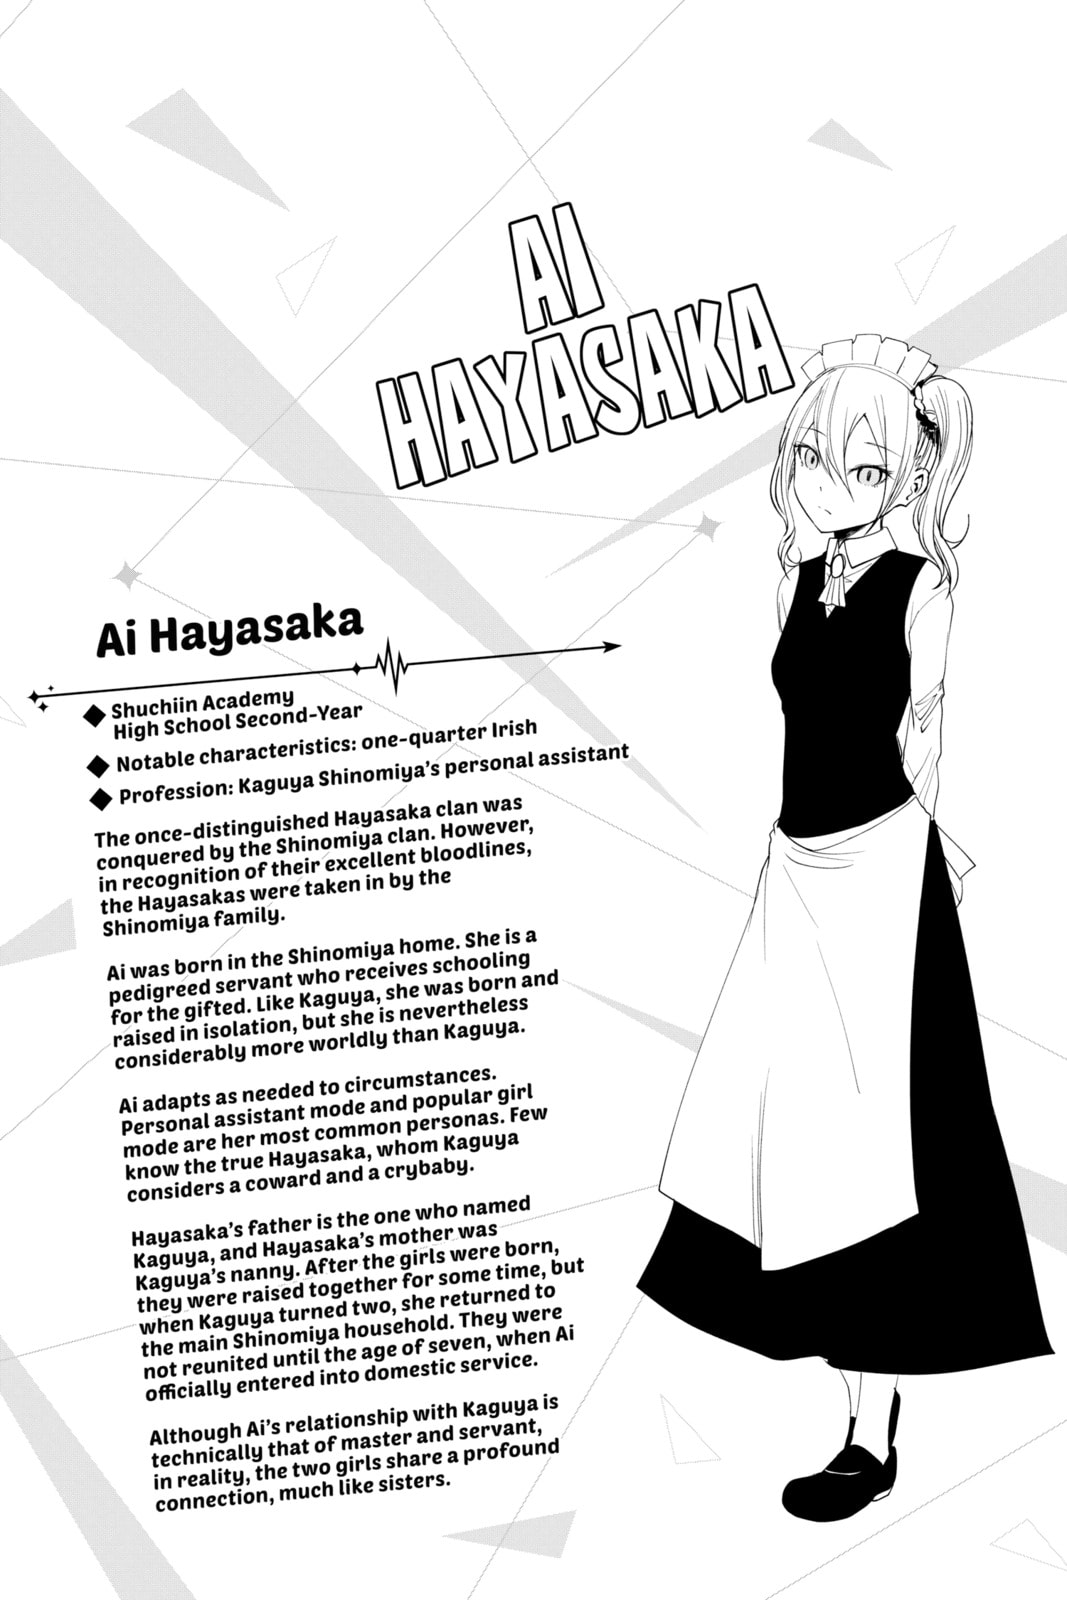 AI
HAYASAKA
Ai Hayasaka
Shuchiin Academy
High School Second-Year
Notable characteristics: one-quarter Irish
Profession: Kaguya Shinomiya's personal assistant
The once-distinguished Hayasaka clan was
conquered by the Shinomiya clan. However,
in recognition of their excellent bloodlines,
the Hayasakas were taken in by the
Shinomiya family.
Ai was born in the Shinomiya home. She is a
pedigreed servant who receives schooling
for the gifted. Like Kaguya, she was born and
raised in isolation, but she is nevertheless
considerably more worldly than Kaguya.
Ai adapts as needed to circumstances.
Personal assistant mode and popular girl
mode are her most common personas. Few
know the true Hayasaka, whom Kaguya
considers a coward and a crybaby.
Hayasaka's father is the one who named
Kaguya, and Hayasaka's mother was
Kaguya's nanny. After the girls were born,
they were raised together for some time, but
when Kaguya turned two, she returned to
the main Shinomiya household. They were
not reunited until the age of seven, when Ai
officially entered into domestic service.
Although Ai's relationship with Kaguya is
technically that of master and servant,
in reality, the two girls share a profound
connection, much like sisters.